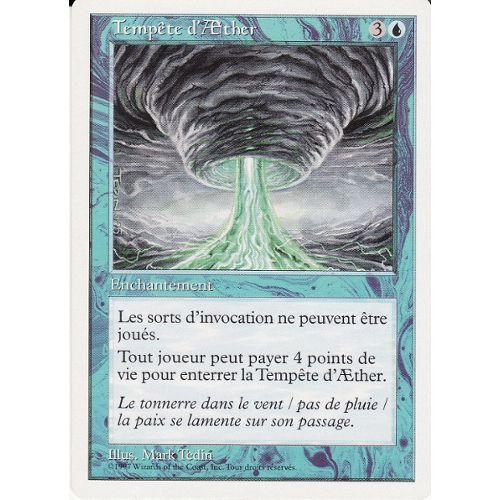 Tempête d'Æther 3
Enchantement
Les sorts d'invocation ne peuvent être
joués.
Tout joueur peut payer 4 points de
vie pour enterrer la Tempête d'Æther.
Le tonnerre dans le vent / pas de pluie /
la paix se lamente sur son passage.
Illus. Mark Tedin
©1997 Wizards of the Coast, Inc. Tous droits réservés.